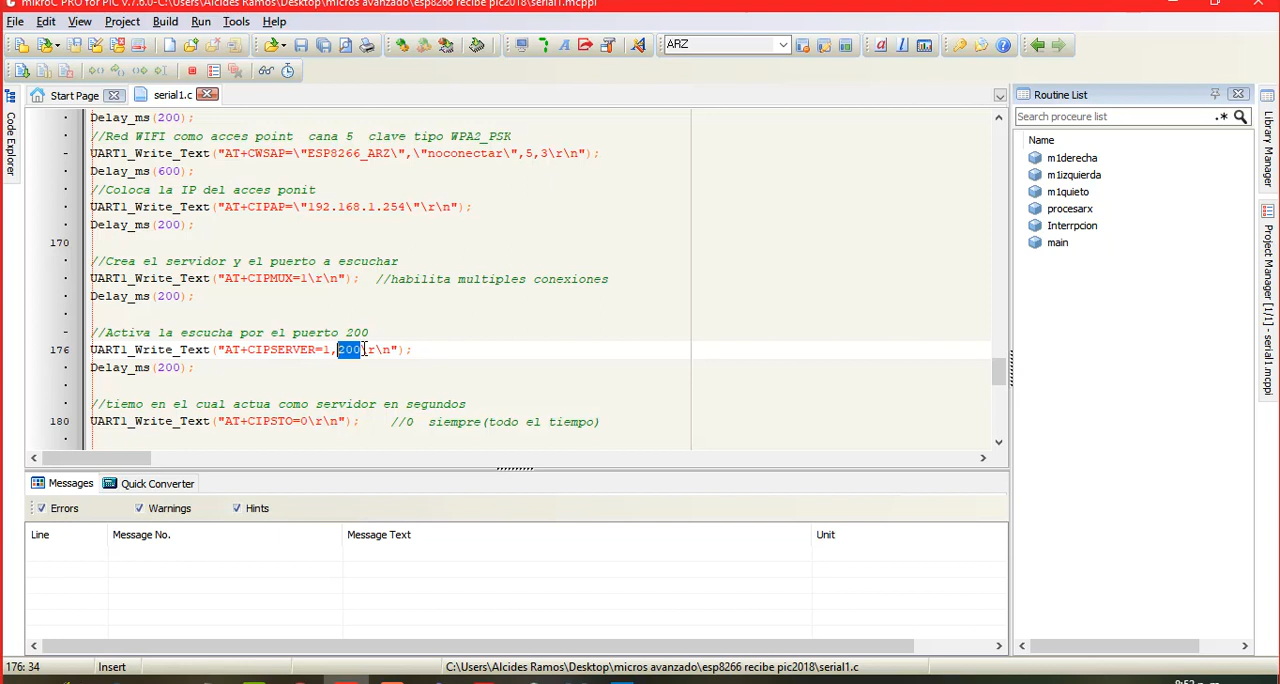 mikroC PRO for PIC v.7.6.0-C:\Users\Alcides Ramos\Desktop\micros avanzado\esp8266 recibe pic2018\serial1.mcppi
File Edit View Project Build Run Tools Help
ARZ
Start Page serial1.c
Code Explorer
Delay_ms(200);
//Red WIFI como acces point  cana 5  clave tipo WPA2_PSK
UART1_Write_Text("AT+CWSAP=\"ESP8266_ARZ\",\"noconectar\",5,3\r\n");
Delay_ms(600);
//Coloca la IP del acces ponit
UART1_Write_Text("AT+CIPAP=\"192.168.1.254\"\r\n");
Delay_ms(200);
170
//Crea el servidor y el puerto a escuchar
UART1_Write_Text("AT+CIPMUX=1\r\n");  //habilita multiples conexiones
Delay_ms(200);
//Activa la escucha por el puerto 200
176 UART1_Write_Text("AT+CIPSERVER=1,200\r\n");
Delay_ms(200);
//tiemo en el cual actua como servidor en segundos
180 UART1_Write_Text("AT+CIPSTO=0\r\n");    //0  siempre(todo el tiempo)
Routine List
Search proceure list
Name
m1derecha
m1izquierda
m1quieto
procesarx
Interrpcion
main
Library Manager
Project Manager [1/1] - serial1.mcppi
Messages Quick Converter
Errors Warnings Hints
Line Message No. Message Text Unit
176: 34 Insert C:\Users\Alcides Ramos\Desktop\micros avanzado\esp8266 recibe pic2018\serial1.c